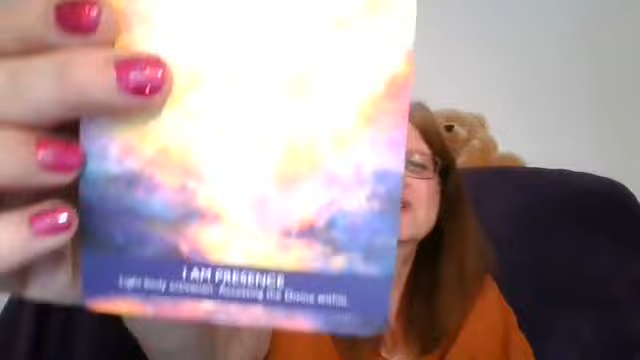 I AM PRESENCE
Light body activation. Accessing the Divine within.